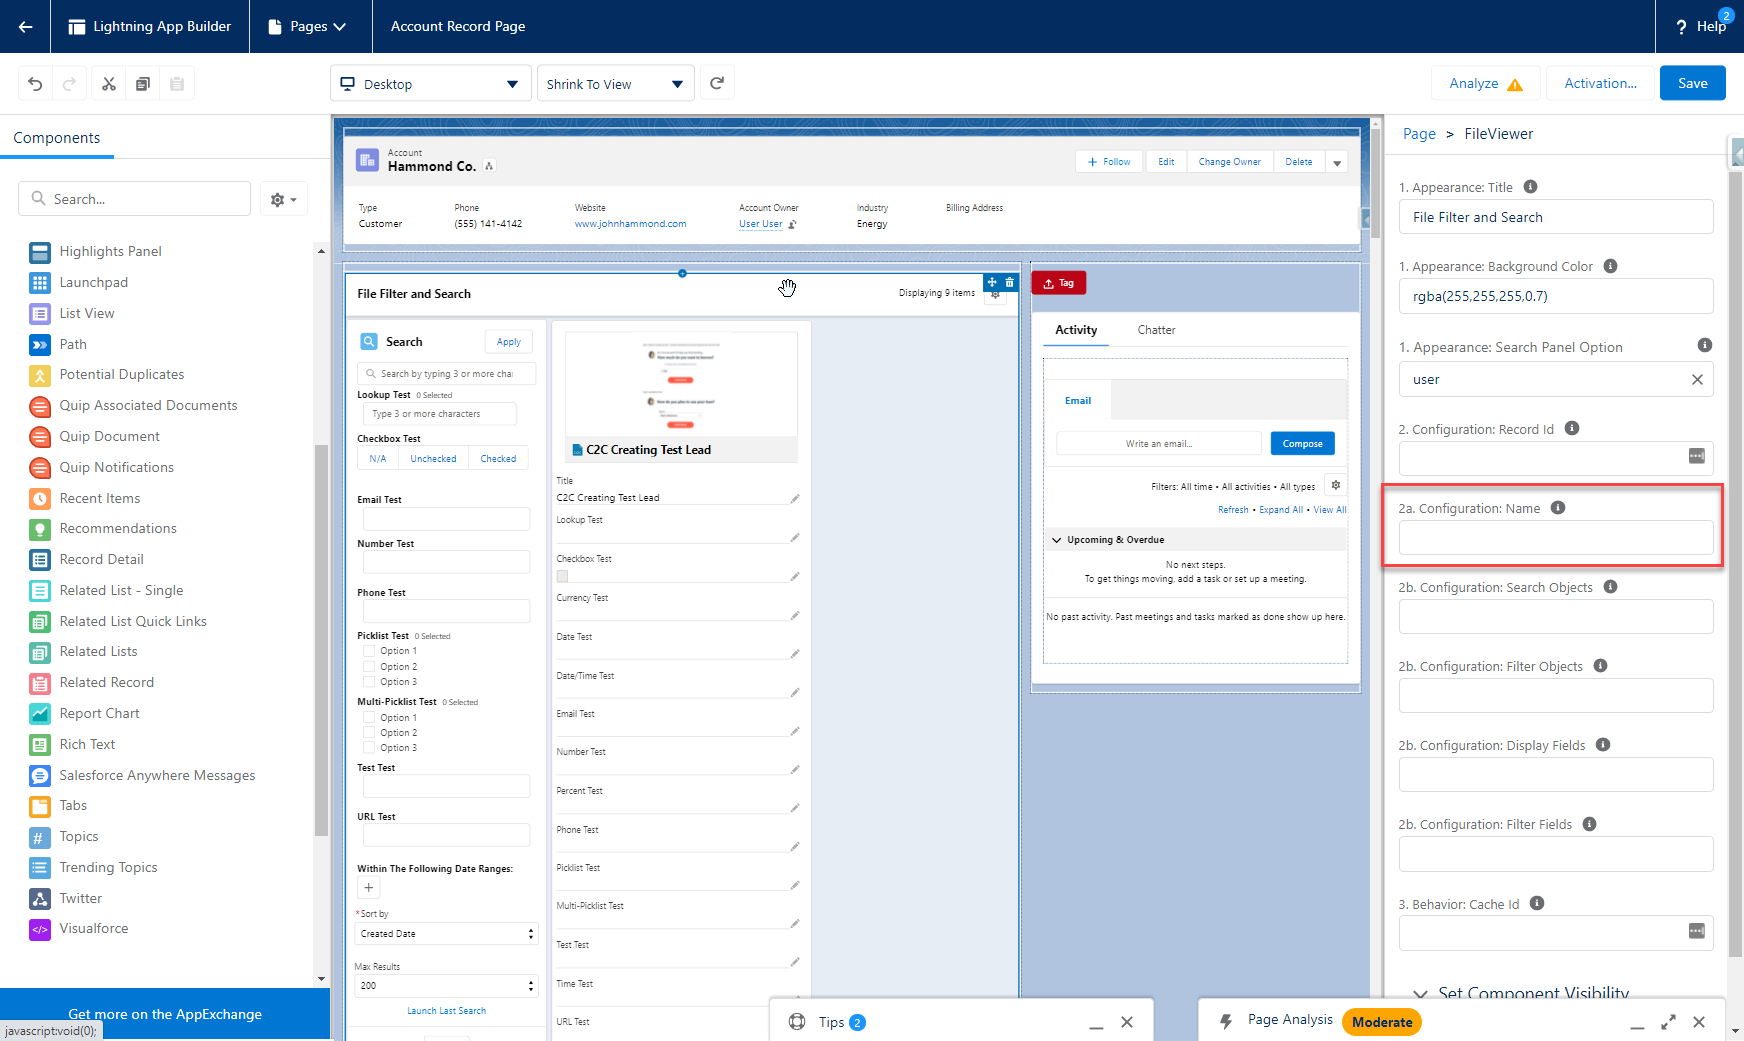 Lightning App Builder
Pages
Account Record Page
? Help
2
Desktop
Shrink To View
Analyze
Activation...
Save
Components
Search...
Highlights Panel
Launchpad
List View
Path
Potential Duplicates
Quip Associated Documents
Quip Document
Quip Notifications
Recent Items
Recommendations
Record Detail
Related List - Single
Related List Quick Links
Related Lists
Related Record
Report Chart
Rich Text
Salesforce Anywhere Messages
Tabs
Topics
Trending Topics
Twitter
Visualforce
Get more on the AppExchange
javascript:void(0);
Account
Hammond Co.
+ Follow
Edit
Change Owner
Delete
Type
Customer
Phone
(555) 141-4142
Website
www.johnhammond.com
Account Owner
User User
Industry
Energy
Billing Address
File Filter and Search
Displaying 9 items
Search
Apply
Search by typing 3 or more cha
Lookup Test 0 Selected
Type 3 or more characters
Checkbox Test
N/A
Unchecked
Checked
Email Test
Number Test
Phone Test
Picklist Test 0 Selected
Option 1
Option 2
Option 3
Multi-Picklist Test 0 Selected
Option 1
Option 2
Option 3
Test Test
URL Test
Within The Following Date Ranges:
+
*Sort by
Created Date
Max Results
200
Launch Last Search
C2C Creating Test Lead
Title
C2C Creating Test Lead
Lookup Test
Checkbox Test
Currency Test
Date Test
Date/Time Test
Email Test
Number Test
Percent Test
Phone Test
Picklist Test
Multi-Picklist Test
Test Test
Time Test
URL Test
Tag
Activity
Chatter
Email
Write an email...
Compose
Filters: All time • All activities • All types
Refresh • Expand All • View All
Upcoming & Overdue
No next steps.
To get things moving, add a task or set up a meeting.
No past activity. Past meetings and tasks marked as done show up here.
Page > FileViewer
1. Appearance: Title
File Filter and Search
1. Appearance: Background Color
rgba(255,255,255,0.7)
1. Appearance: Search Panel Option
user
2. Configuration: Record Id
2a. Configuration: Name
2b. Configuration: Search Objects
2b. Configuration: Filter Objects
2b. Configuration: Display Fields
2b. Configuration: Filter Fields
3. Behavior: Cache Id
Set Component Visibility
Tips 2
Page Analysis
Moderate